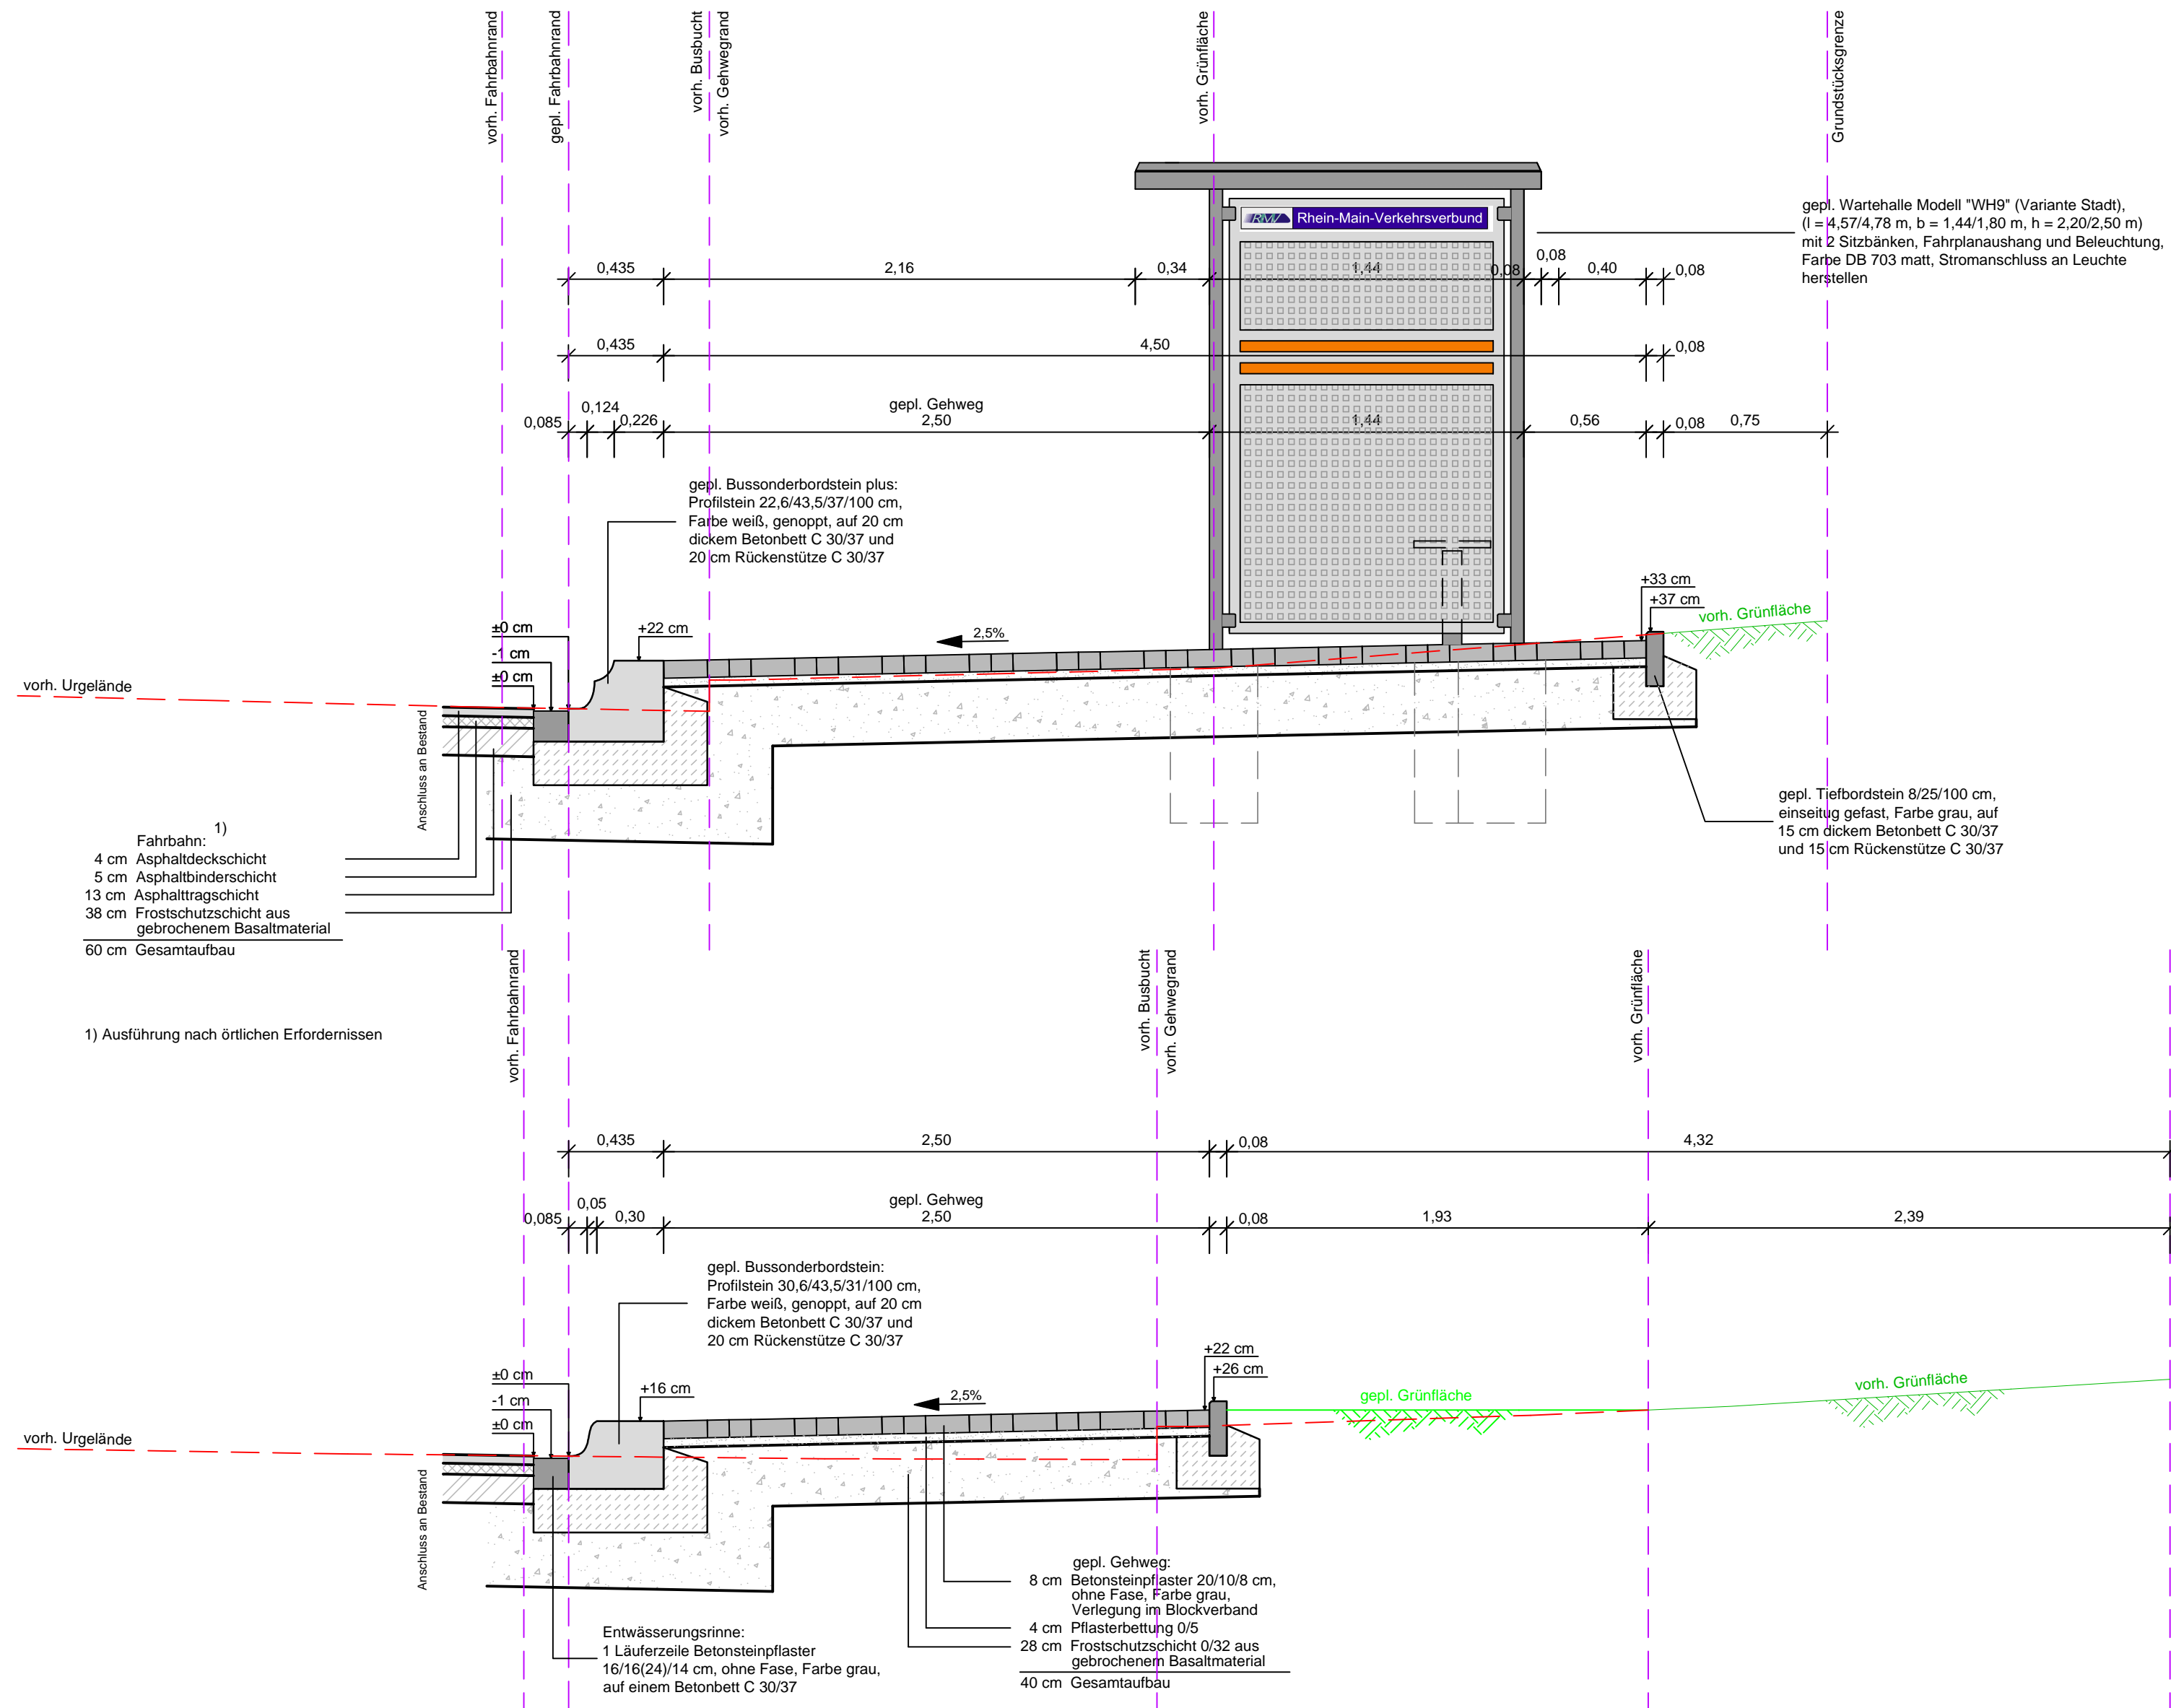 vorh. Fahrbahnrand
gepl. Fahrbahnrand
vorh. Busbucht
vorh. Gehwegrand
vorh. Grünfläche
Grundstücksgrenze
RMV Rhein-Main-Verkehrsverbund
gepl. Wartehalle Modell "WH9" (Variante Stadt),
(l = 4,57/4,78 m, b = 1,44/1,80 m, h = 2,20/2,50 m)
mit 2 Sitzbänken, Fahrplanaushang und Beleuchtung,
Farbe DB 703 matt, Stromanschluss an Leuchte
herstellen
0,435 2,16 0,34 1,44 0,08 0,08 0,40 0,08
0,435 4,50 0,08
gepl. Gehweg
0,085 0,124 0,226 2,50 1,44 0,56 0,08 0,75
gepl. Bussonderbordstein plus:
Profilstein 22,6/43,5/37/100 cm,
Farbe weiß, genoppt, auf 20 cm
dickem Betonbett C 30/37 und
20 cm Rückenstütze C 30/37
+33 cm
+37 cm
vorh. Grünfläche
±0 cm
+22 cm
2,5%
-1 cm
±0 cm
vorh. Urgelände
Anschluss an Bestand
gepl. Tiefbordstein 8/25/100 cm,
einseitug gefast, Farbe grau, auf
15 cm dickem Betonbett C 30/37
und 15 cm Rückenstütze C 30/37
1)
Fahrbahn:
4 cm Asphaltdeckschicht
5 cm Asphaltbinderschicht
13 cm Asphalttragschicht
38 cm Frostschutzschicht aus
gebrochenem Basaltmaterial
60 cm Gesamtaufbau
1) Ausführung nach örtlichen Erfordernissen
vorh. Fahrbahnrand
vorh. Busbucht
vorh. Gehwegrand
vorh. Grünfläche
0,435 2,50 0,08 4,32
gepl. Gehweg
0,085 0,05 0,30 2,50 0,08 1,93 2,39
gepl. Bussonderbordstein:
Profilstein 30,6/43,5/31/100 cm,
Farbe weiß, genoppt, auf 20 cm
dickem Betonbett C 30/37 und
20 cm Rückenstütze C 30/37
+22 cm
+26 cm
±0 cm
+16 cm
2,5%
-1 cm
±0 cm
gepl. Grünfläche
vorh. Grünfläche
vorh. Urgelände
Anschluss an Bestand
gepl. Gehweg:
8 cm Betonsteinpflaster 20/10/8 cm,
ohne Fase, Farbe grau,
Verlegung im Blockverband
4 cm Pflasterbettung 0/5
28 cm Frostschutzschicht 0/32 aus
gebrochenem Basaltmaterial
40 cm Gesamtaufbau
Entwässerungsrinne:
1 Läuferzeile Betonsteinpflaster
16/16(24)/14 cm, ohne Fase, Farbe grau,
auf einem Betonbett C 30/37